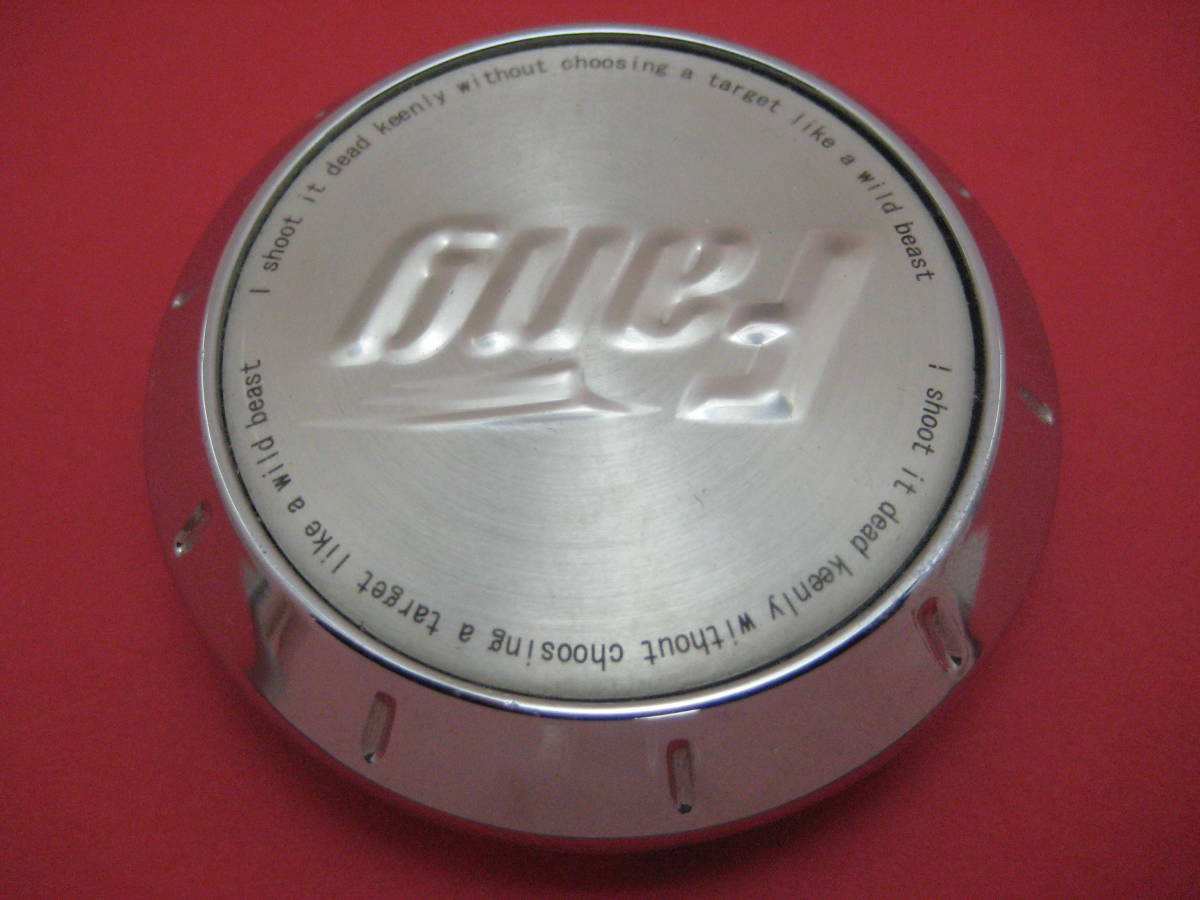 Fang
I shoot it dead keenly without choosing a target like a wild beast
I shoot it dead keenly without choosing a target like a wild beast